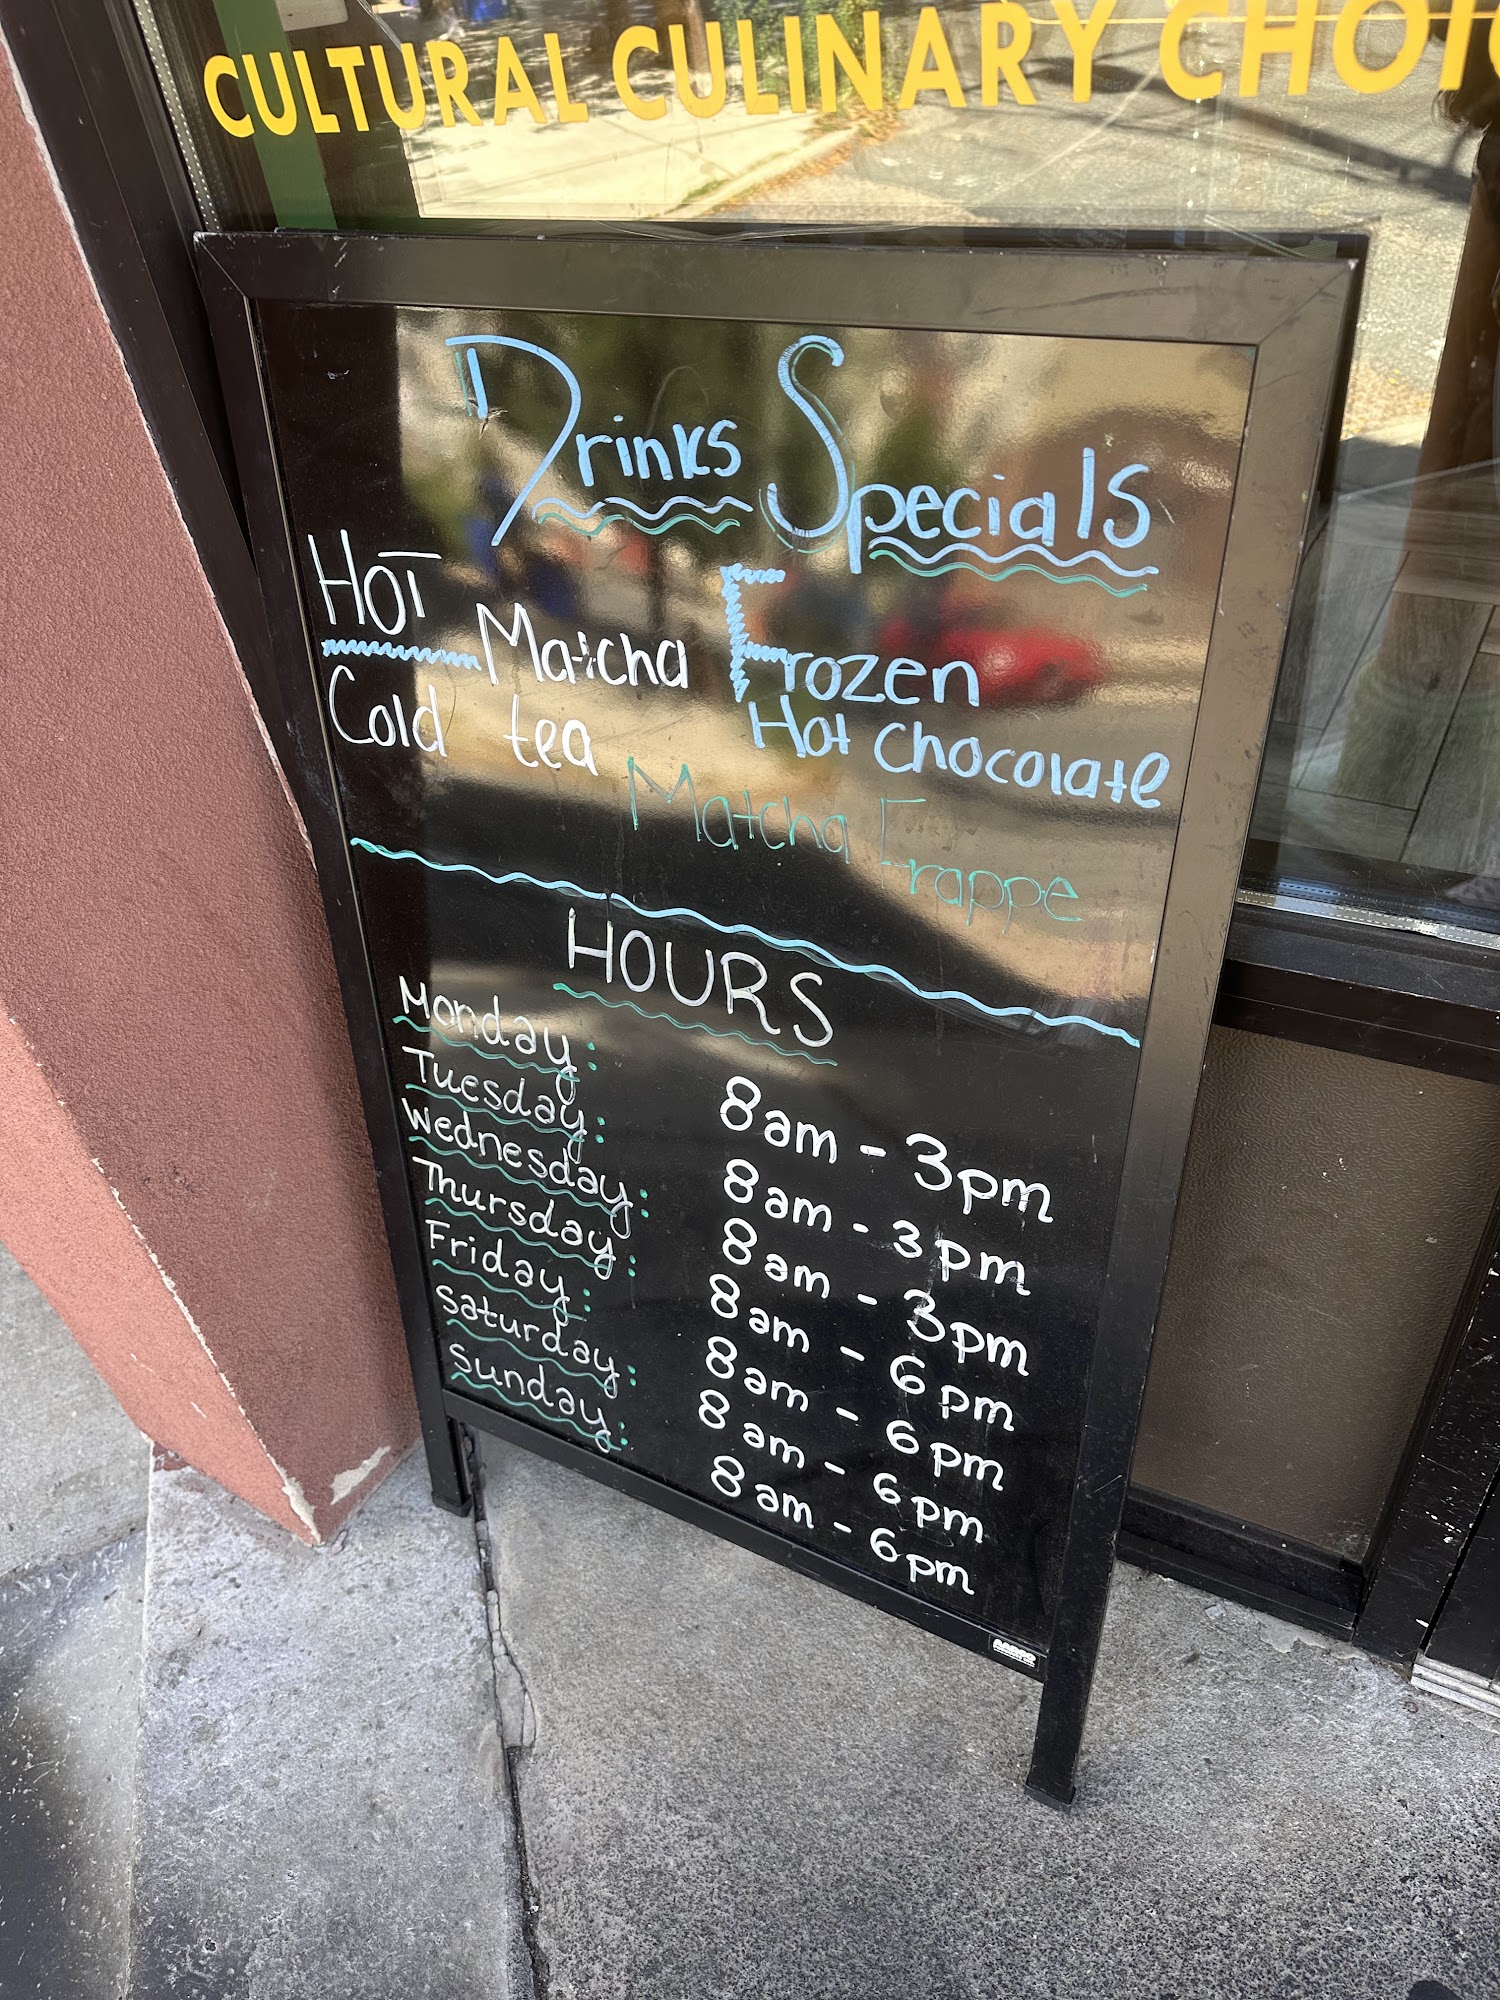 CULTURAL CULINARY CHOIC
Drinks Specials
HOT
Cold
Matcha
tea
Frozen
Hot Chocolate
Matcha Frappe
HOURS
Monday: 8am - 3pm
Tuesday: 8am - 3pm
Wednesday: 8am - 3pm
Thursday: 8am - 6pm
Friday: 8am - 6pm
Saturday: 8am - 6pm
Sunday: 8am - 6pm